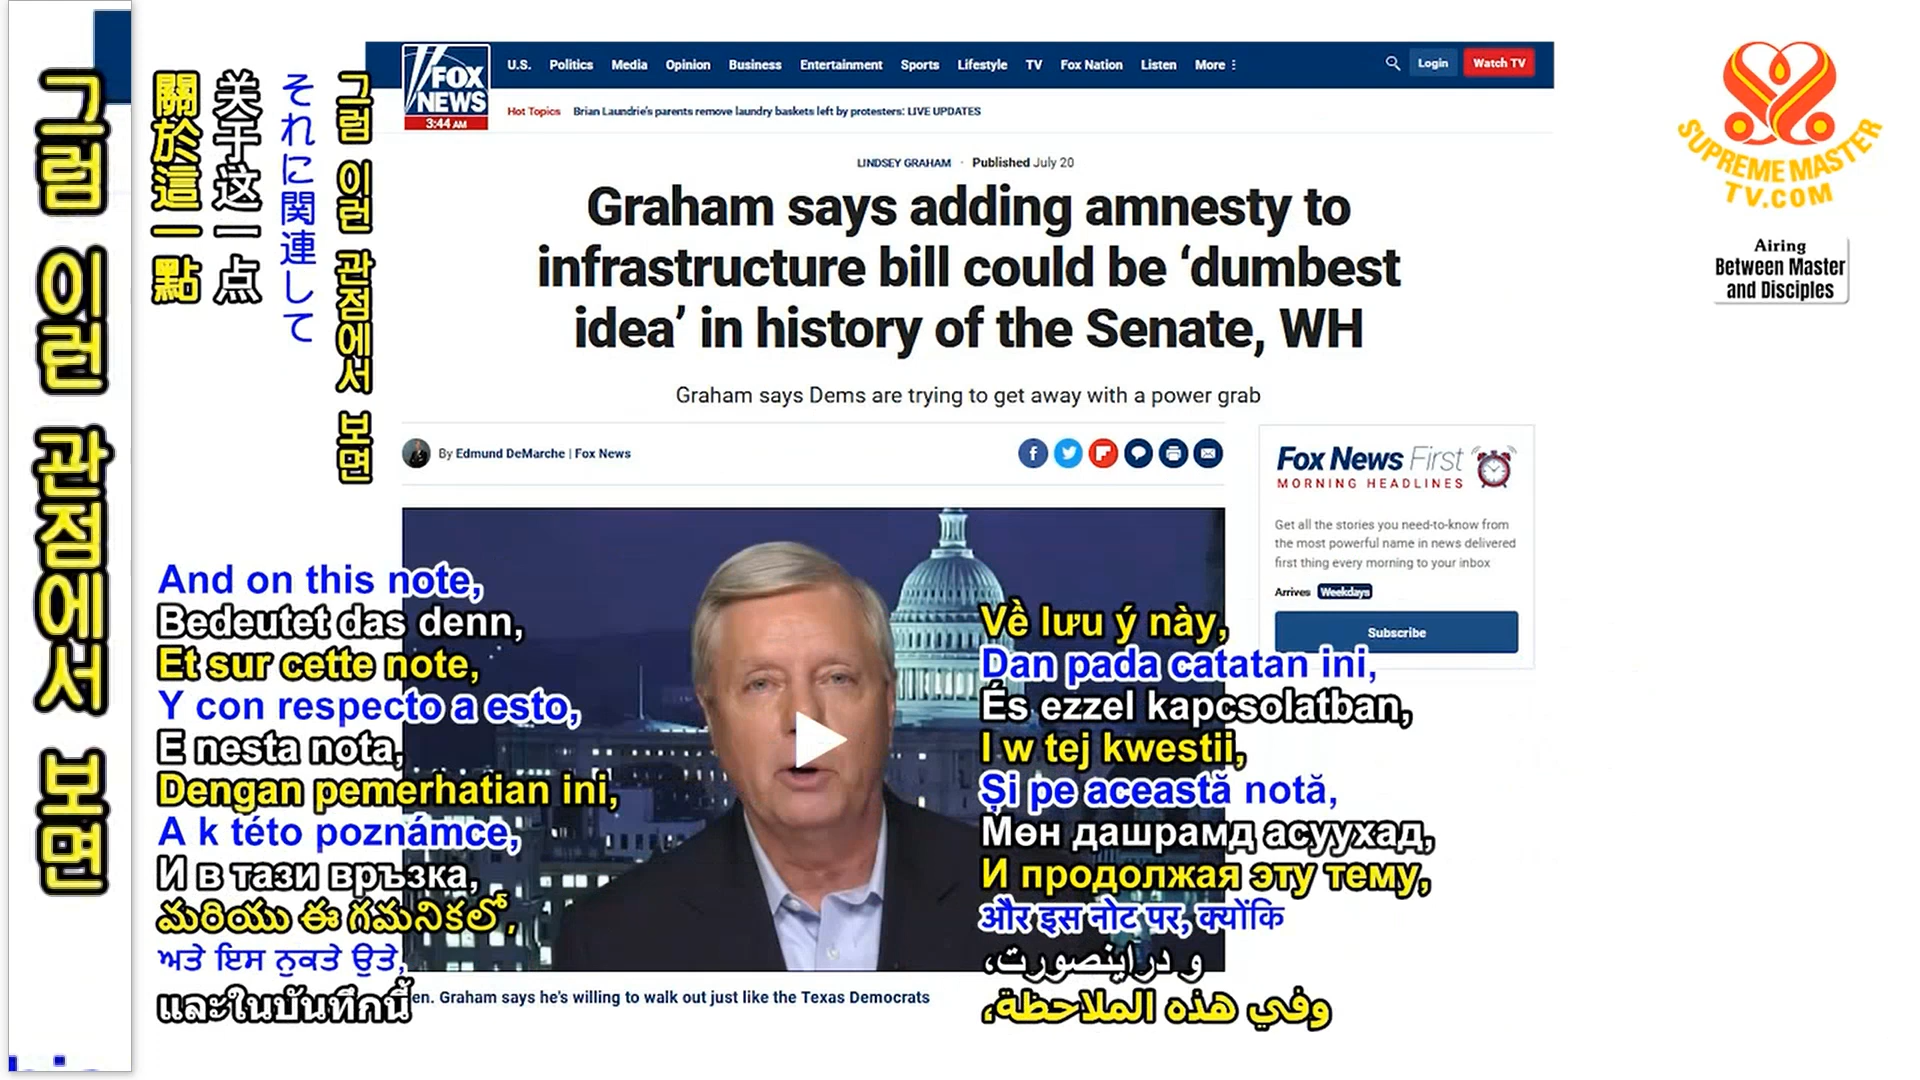 그럼 이런 관점에서 보면
關於這一點
关于这一点
それに関連して
그럼 이런 관점에서 보면
FOX NEWS
3:44 AM
U.S. Politics Media Opinion Business Entertainment Sports Lifestyle TV Fox Nation Listen More
Login
Watch TV
Hot Topics Brian Laundrie's parents remove laundry baskets left by protesters: LIVE UPDATES
LINDSEY GRAHAM · Published July 20
Graham says adding amnesty to
infrastructure bill could be ‘dumbest
idea’ in history of the Senate, WH
Graham says Dems are trying to get away with a power grab
By Edmund DeMarche | Fox News
Fox News First
MORNING HEADLINES
Get all the stories you need-to-know from
the most powerful name in news delivered
first thing every morning to your inbox
Arrives Weekdays
Subscribe
SUPREME MASTER
TV.COM
Airing
Between Master
and Disciples
And on this note,
Bedeutet das denn,
Et sur cette note,
Y con respecto a esto,
E nesta nota,
Dengan pemerhatian ini,
A k této poznámce,
И в тази връзка,
మరియు ఈ గమనికలో,
ਅਤੇ ਇਸ ਨੁਕਤੇ ਉਤੇ,
และในบันทึกนี้
Về lưu ý này,
Dan pada catatan ini,
És ezzel kapcsolatban,
I w tej kwestii,
Și pe această notă,
Мөн дашрамд асуухад,
И продолжая эту тему,
और इस नोट पर, क्योंकि
و دراینصورت،
وفي هذه الملاحظة،
en. Graham says he's willing to walk out just like the Texas Democrats